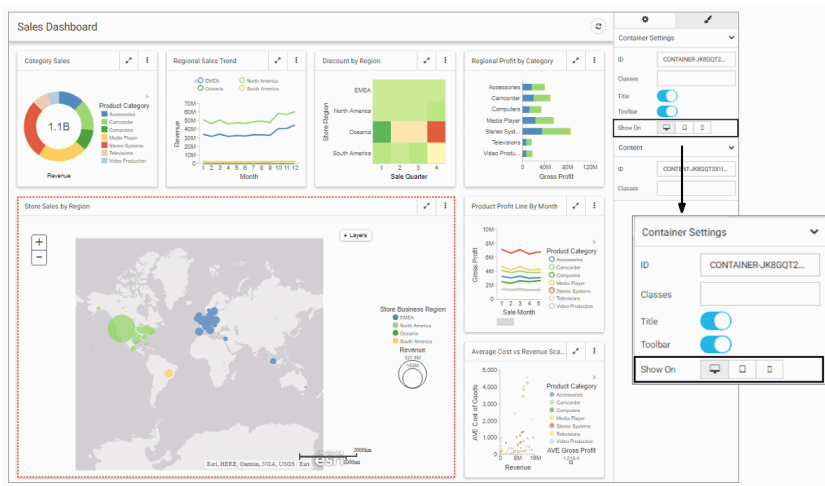 Sales Dashboard
Container Settings
ID CONTAINER-JK8GQT2...
Classes
Title
Toolbar
Show On
Content
ID
Classes
Category Sales
1.1B
Revenue
Product Category
Accessories
Camcorder
Computers
Media Player
Stereo Systems
Televisions
Video Production
Regional Sales Trend
EMEA North America
Oceania South America
Revenue
70M
60M
50M
40M
30M
20M
10M
0
1 2 3 4 5 6 7 8 9 10 11 12
Month
Discount by Region
Store Region
EMEA
North America
Oceania
South America
1 2 3 4
Sale Quarter
Regional Profit by Category
Accessories
Camcorder
Computers
Media Player
Stereo Syst...
Televisions
Video Produ...
0 40M 80M 120M
Gross Profit
Store Sales by Region
+
−
Layers
Store Business Region
EMEA
North America
Oceania
South America
Revenue
Esri, HERE, Garmin, NGA, USGS | Esri
esri
Product Profit Line By Month
Gross Profit
10M
8M
6M
4M
2M
0
1 2 3 4 5
Sale Month
Product Category
Accessories
Camcorder
Computers
Media Player
Stereo Systems
Televisions
Video Production
Average Cost vs Revenue Sca...
AVE Cost of Goods
5,000
4,000
3,000
2,000
1,000
0
0 8M 16M
Revenue
Product Category
Accessories
Camcorder
Computers
Media Player
Stereo Systems
Televisions
Video Production
AVE Gross Profit
Container Settings
ID CONTAINER-JK8GQT2...
Classes
Title
Toolbar
Show On